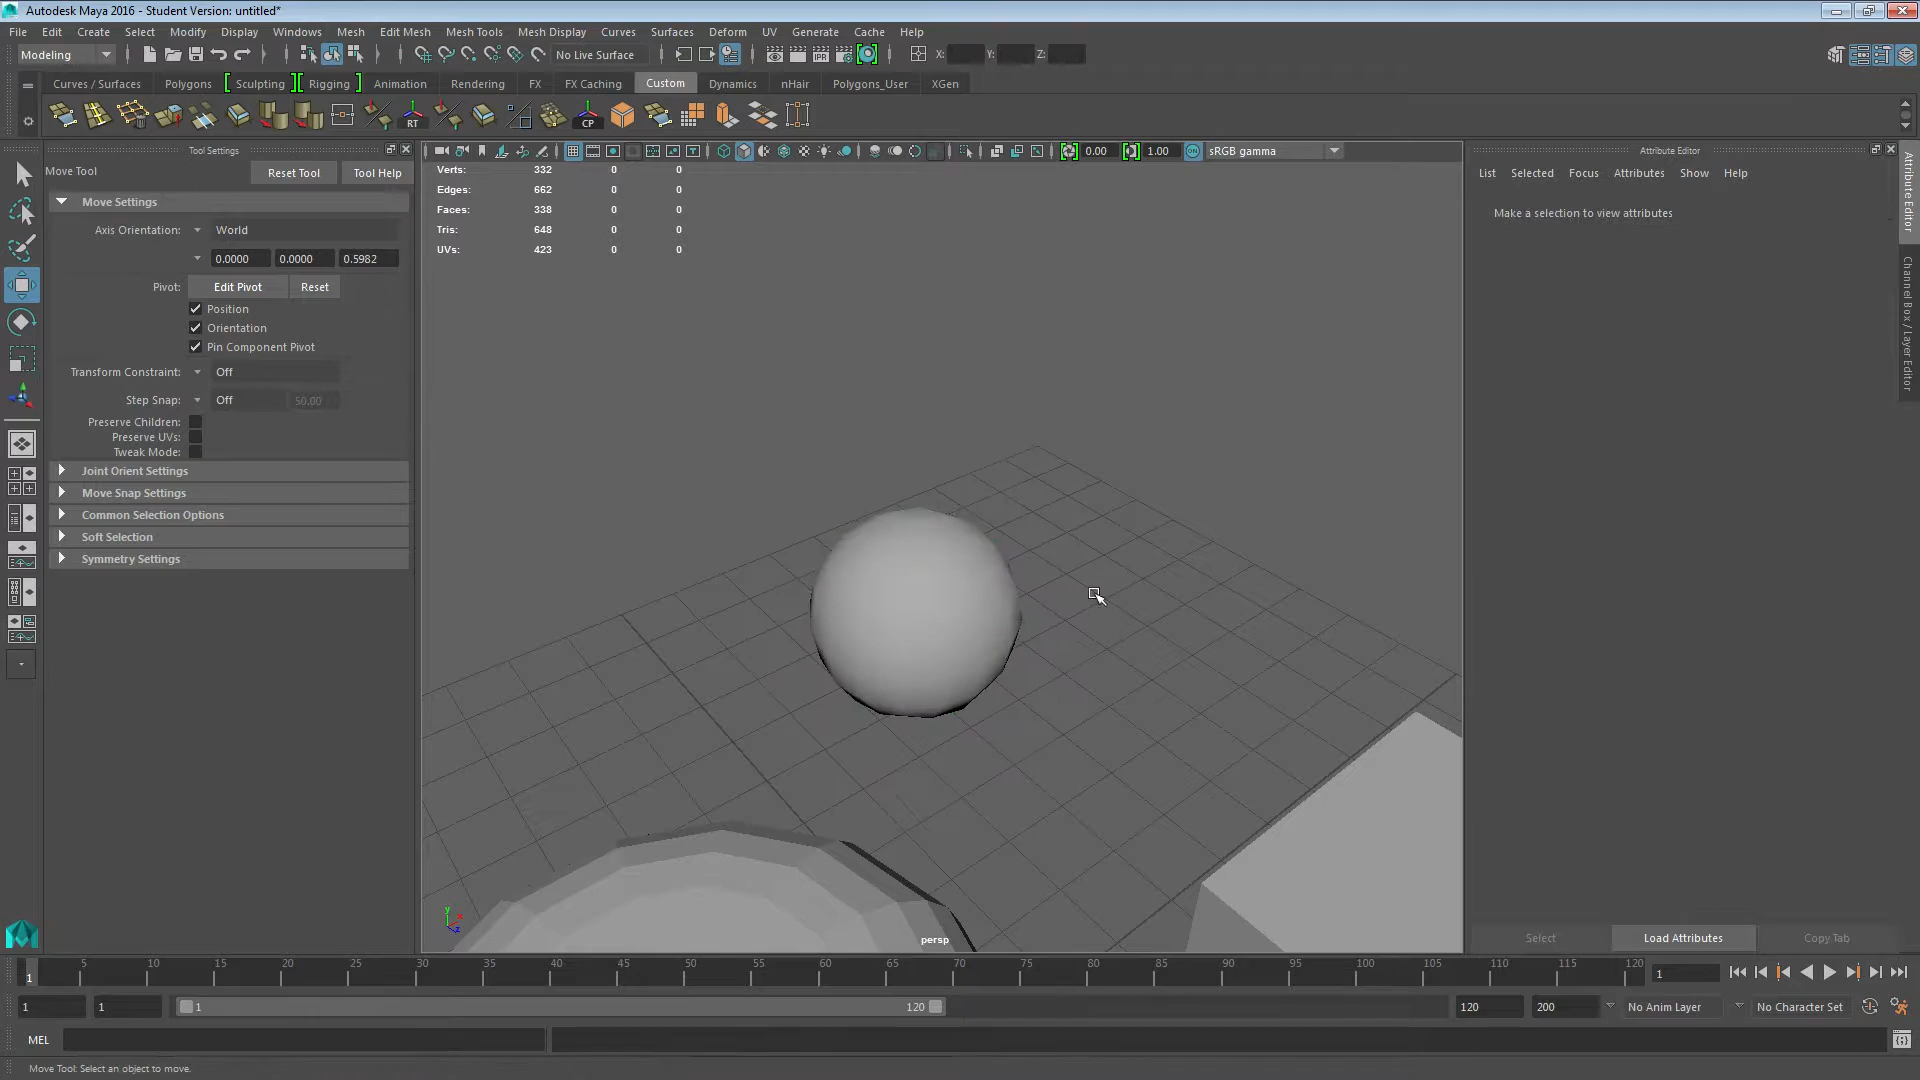 Autodesk Maya 2016 - Student Version: untitled*
File Edit Create Select Modify Display Windows Mesh Edit Mesh Mesh Tools Mesh Display Curves Surfaces Deform UV Generate Cache Help
Modeling No Live Surface X: Y: Z:
Curves / Surfaces Polygons Sculpting Rigging Animation Rendering FX FX Caching Custom Dynamics nHair Polygons_User XGen
RT CP
Tool Settings
Move Tool Reset Tool Tool Help
Move Settings
Axis Orientation: World
0.0000 0.0000 0.5982
Pivot: Edit Pivot Reset
Position
Orientation
Pin Component Pivot
Transform Constraint: Off
Step Snap: Off 50.00
Preserve Children:
Preserve UVs:
Tweak Mode:
Joint Orient Settings
Move Snap Settings
Common Selection Options
Soft Selection
Symmetry Settings
0.00 1.00 sRGB gamma
Verts: 332 0 0
Edges: 662 0 0
Faces: 338 0 0
Tris: 648 0 0
UVs: 423 0 0
y x z
persp
Attribute Editor
List Selected Focus Attributes Show Help
Make a selection to view attributes
Attribute Editor
Channel Box / Layer Editor
Select Load Attributes Copy Tab
1 5 10 15 20 25 30 35 40 45 50 55 60 65 70 75 80 85 90 95 100 105 110 115 120 1
1 1 1 120 120 200 No Anim Layer No Character Set
MEL
Move Tool: Select an object to move.